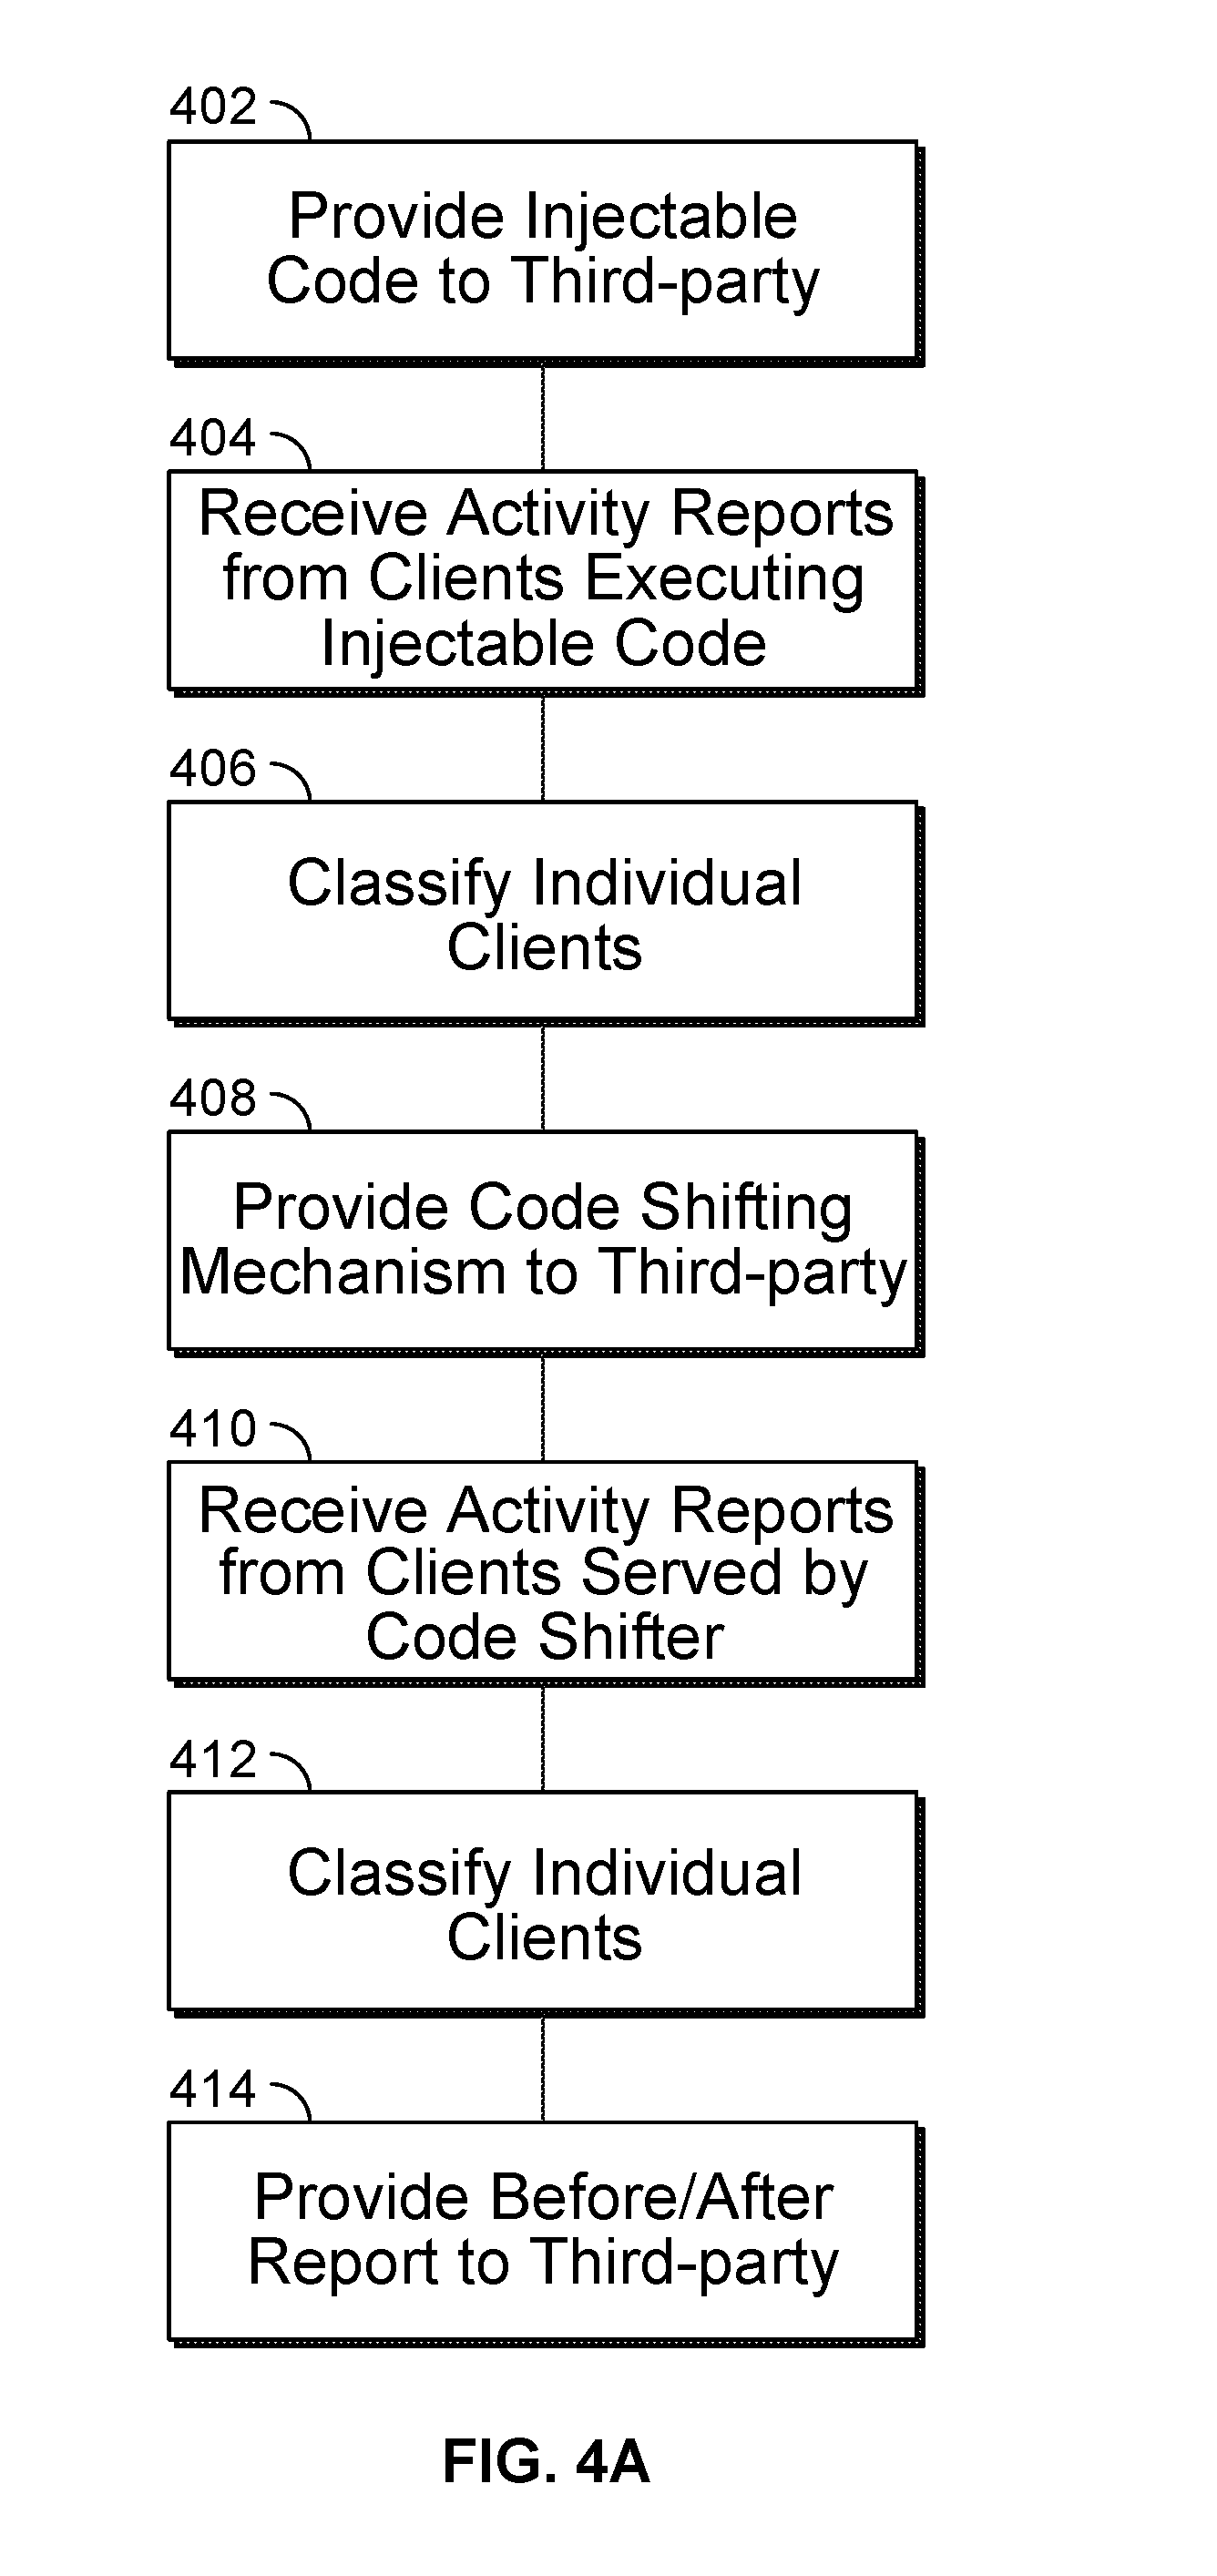 402
Provide Injectable
Code to Third-party
404
Receive Activity Reports
from Clients Executing
Injectable Code
406
Classify Individual
Clients
408
Provide Code Shifting
Mechanism to Third-party
410
Receive Activity Reports
from Clients Served by
Code Shifter
412
Classify Individual
Clients
414
Provide Before/After
Report to Third-party
FIG. 4A